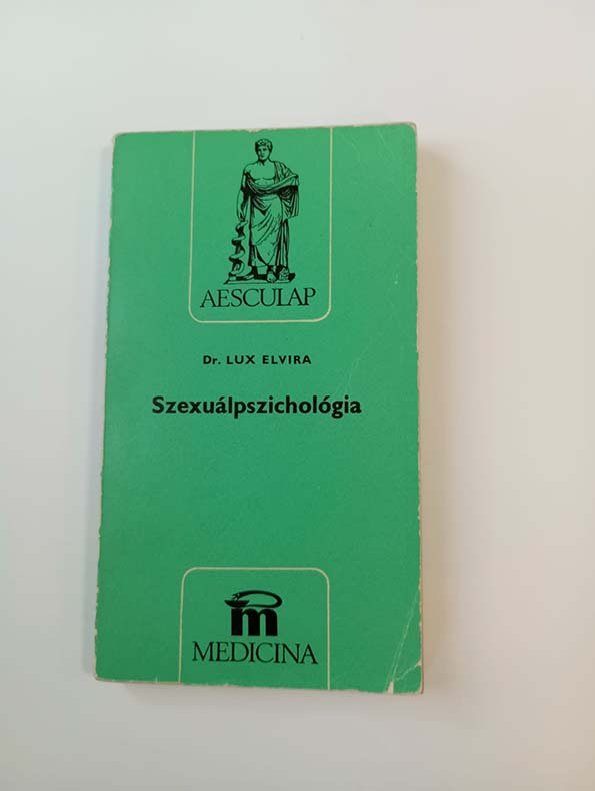 AESCULAP
Dr. LUX ELVIRA
Szexuálpszichológia
m
MEDICINA